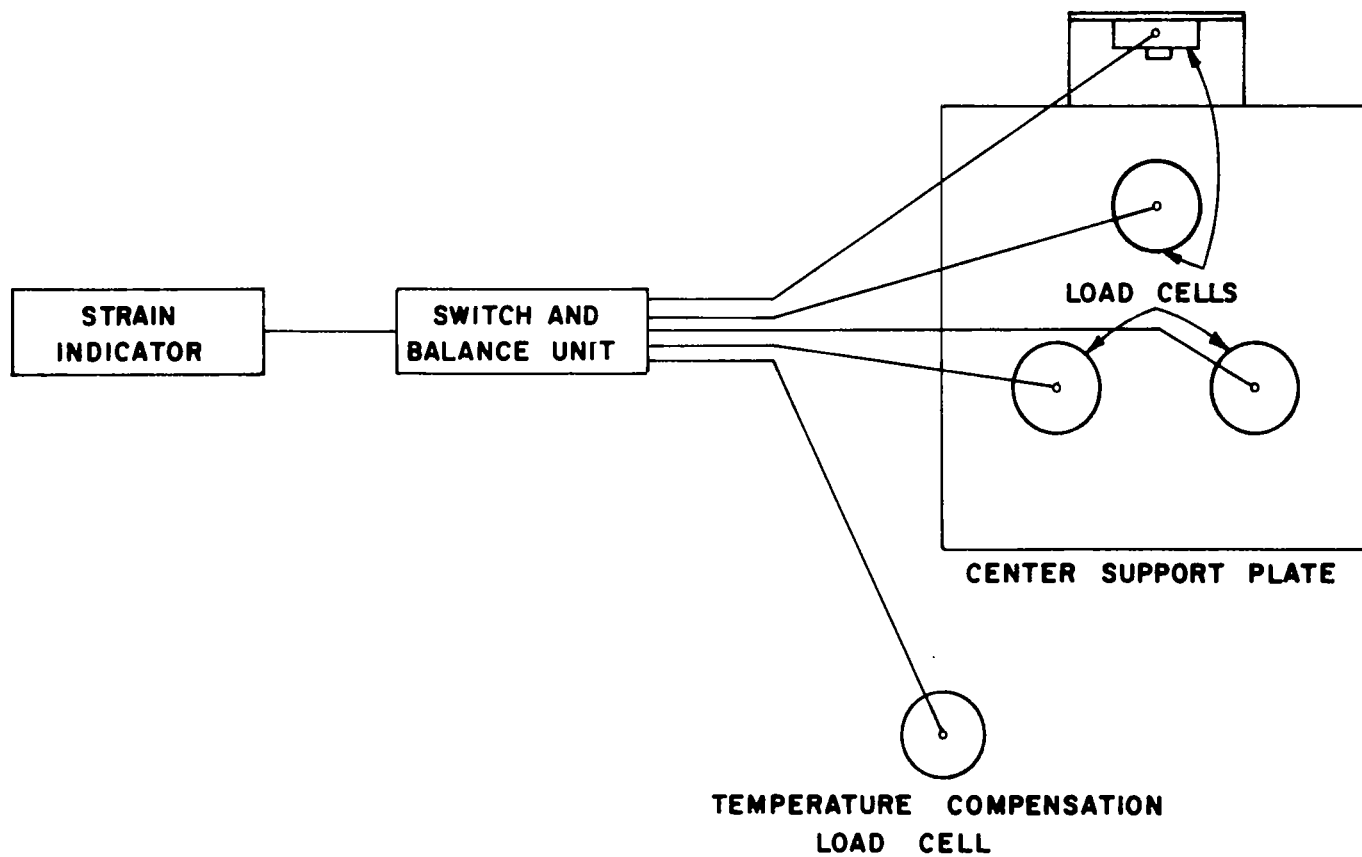 STRAIN
INDICATOR
SWITCH AND
BALANCE UNIT
LOAD CELLS
CENTER SUPPORT PLATE
TEMPERATURE COMPENSATION
LOAD CELL